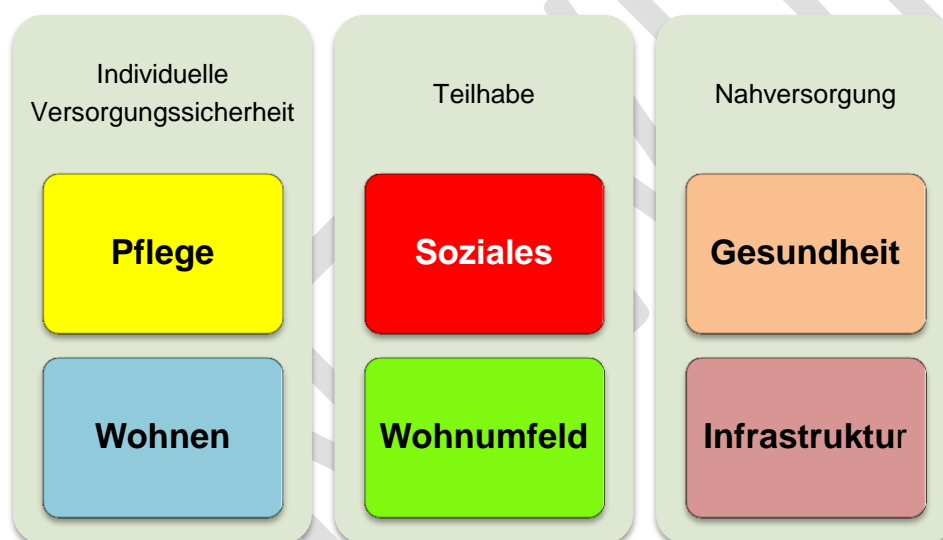 Individuelle
Versorgungssicherheit
Pflege
Wohnen
Teilhabe
Soziales
Wohnumfeld
Nahversorgung
Gesundheit
Infrastruktur